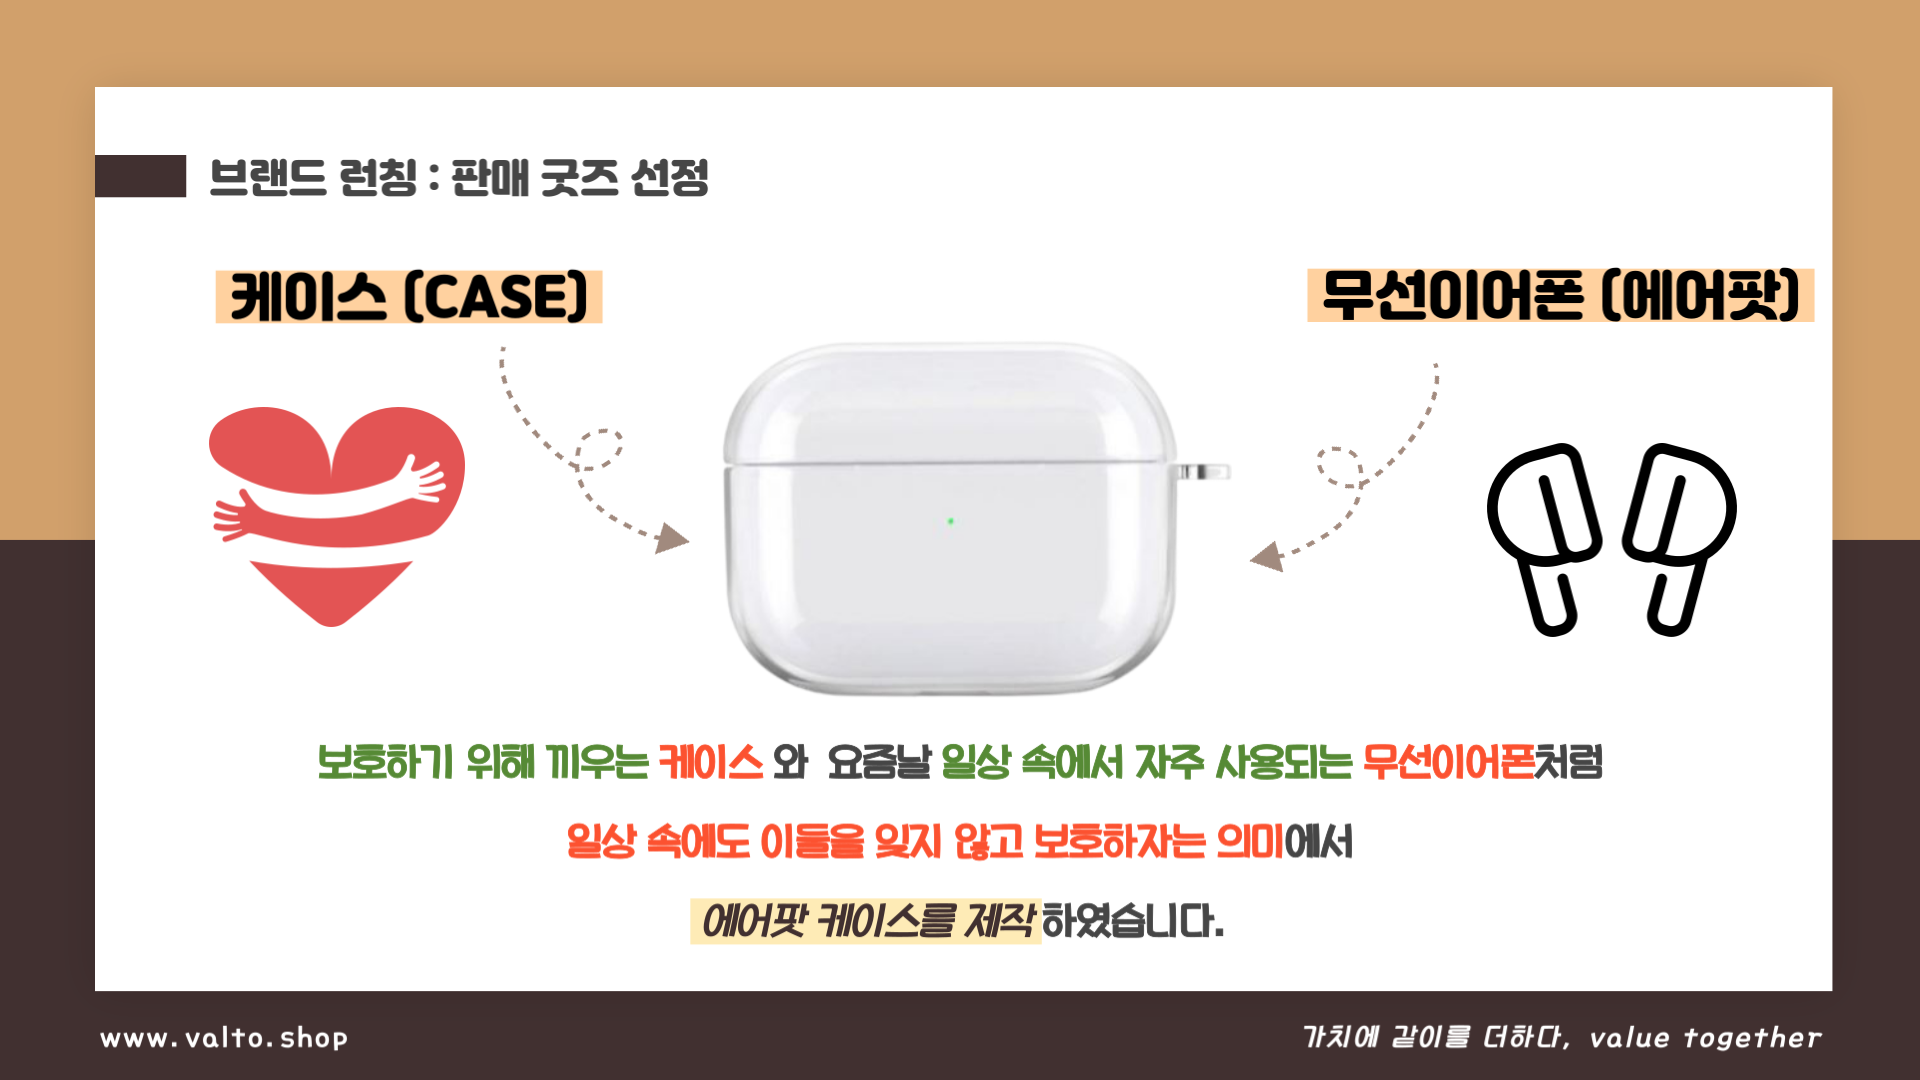 브랜드 런칭 : 판매 굿즈 선정
케이스 (CASE)
무선이어폰 (에어팟)
보호하기 위해 끼우는 케이스 와 요즘날 일상 속에서 자주 사용되는 무선이어폰처럼
일상 속에도 이들을 잊지 않고 보호하자는 의미에서
에어팟 케이스를 제작하였습니다.
www.valto.shop
가치에 같이를 더하다, value together